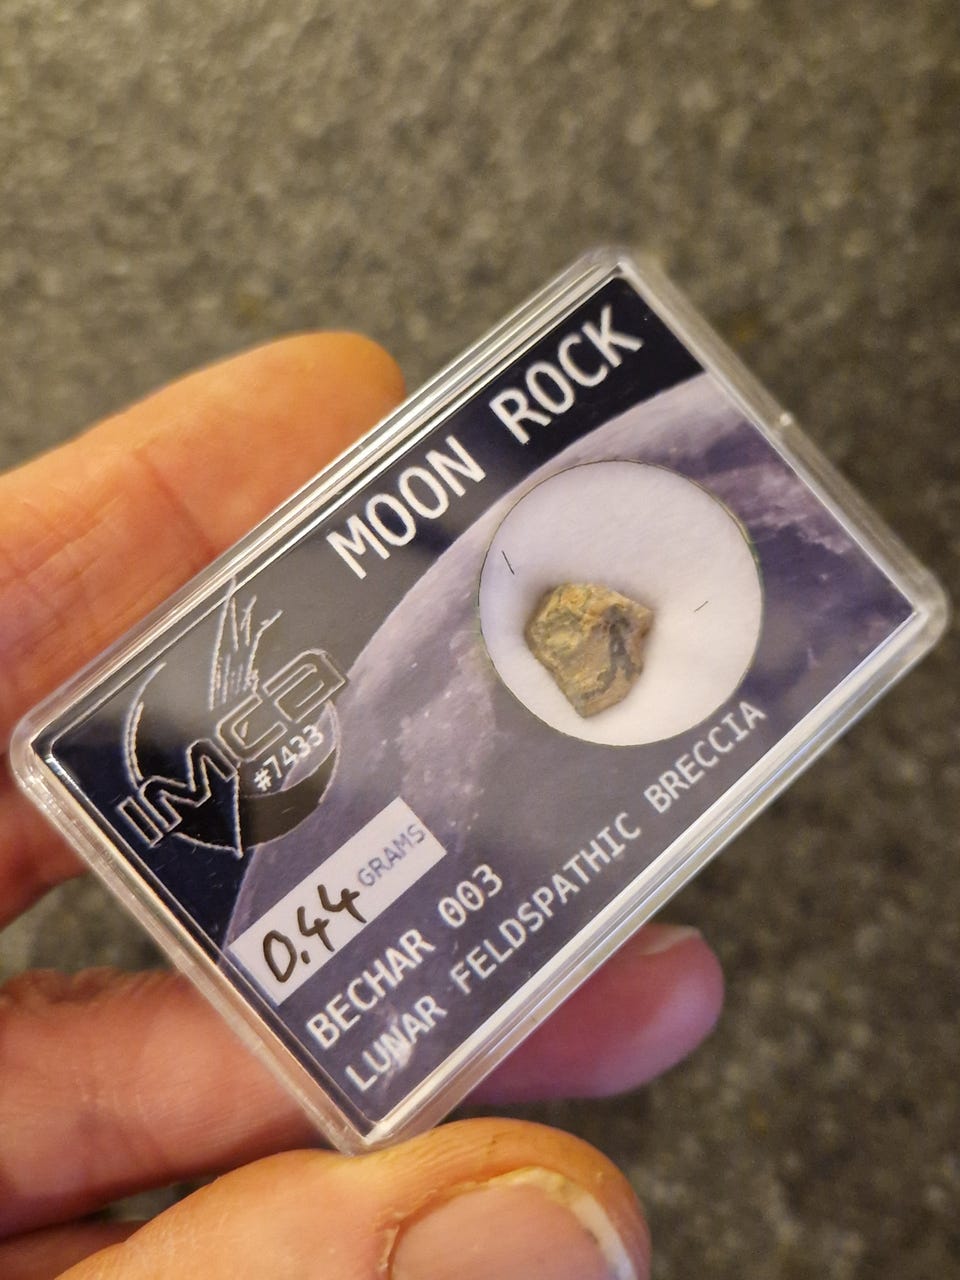 MOON ROCK
IMCA
#7433
0.44 GRAMS
BECHAR 003
LUNAR FELDSPATHIC BRECCIA